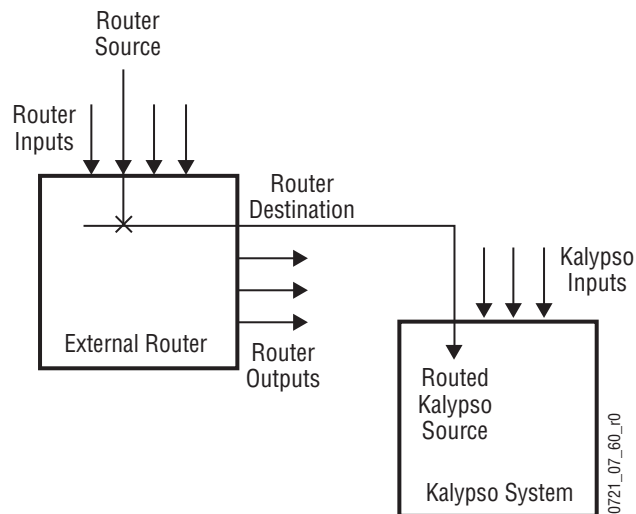 Router
Source
Router
Inputs
Router
Destination
Kalypso
Inputs
External Router
Router
Outputs
Routed
Kalypso
Source
Kalypso System
0721_07_60_r0